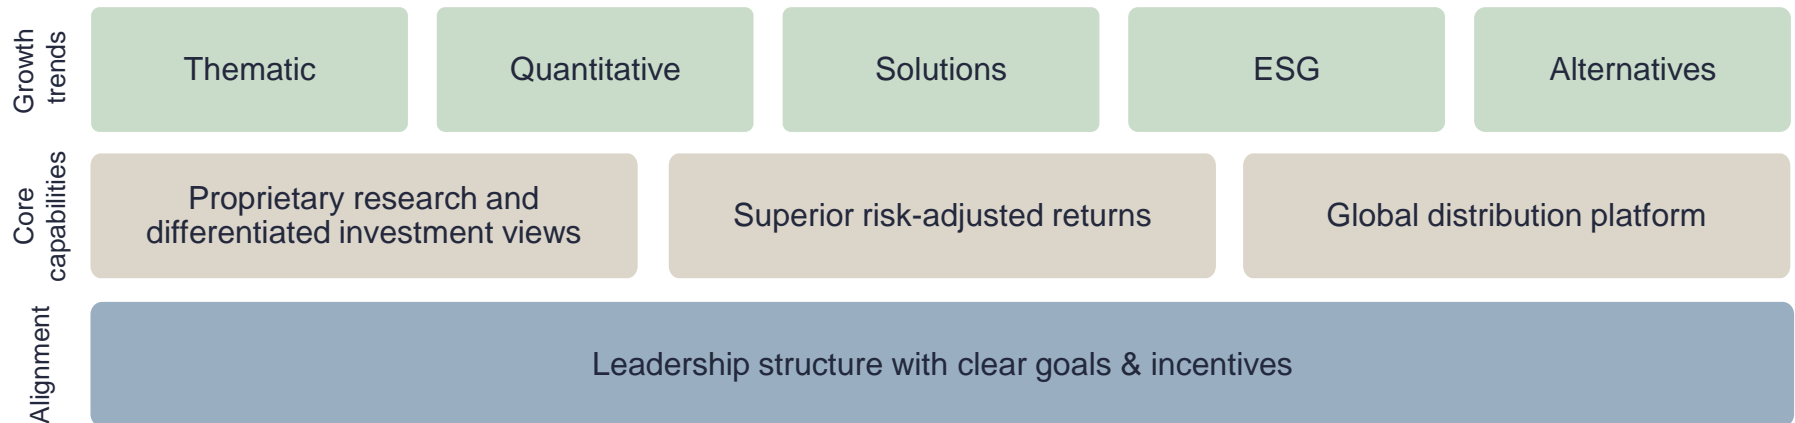 Growth
trends
Thematic
Quantitative
Solutions
ESG
Alternatives
Core
capabilities
Proprietary research and
differentiated investment views
Superior risk-adjusted returns
Global distribution platform
Alignment
Leadership structure with clear goals & incentives